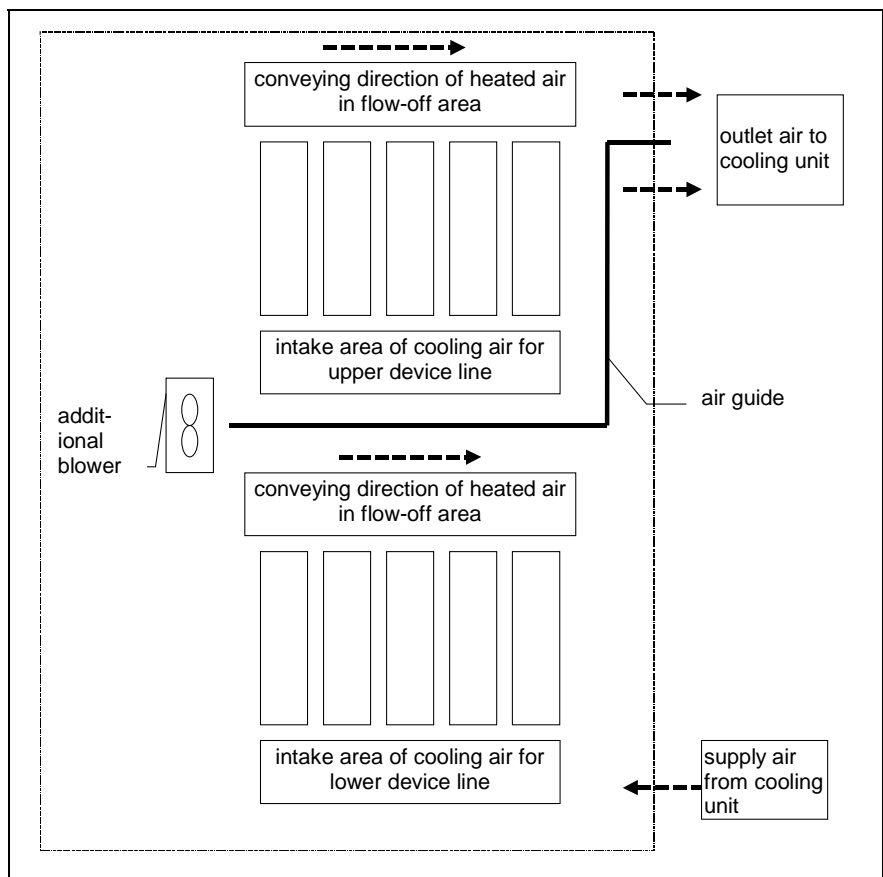 conveying direction of heated air
in flow-off area
outlet air to
cooling unit
intake area of cooling air for
upper device line
air guide
addit-
ional
blower
conveying direction of heated air
in flow-off area
intake area of cooling air for
lower device line
supply air
from cooling
unit